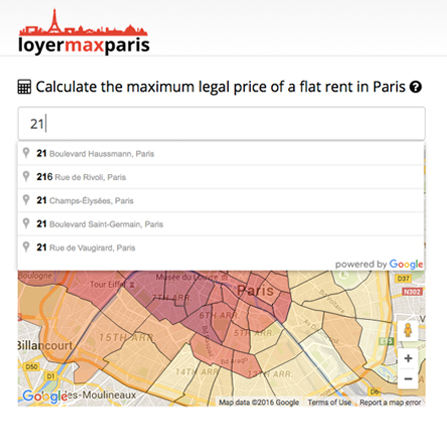 loyermaxparis
Calculate the maximum legal price of a flat rent in Paris ?
21
21 Boulevard Haussmann, Paris
216 Rue de Rivoli, Paris
21 Champs-Élysées, Paris
21 Boulevard Saint-Germain, Paris
21 Rue de Vaugirard, Paris
powered by Google
Boulogne
Tour Eiffel
Musée du Louvre
Paris
D37
N302
7TH ARR.
6TH ARR.
5TH ARR.
15TH ARR.
14TH ARR.
Billancourt
+
−
D50
D6
Google
es-Moulineaux
Map data ©2016 Google
Terms of Use
Report a map error